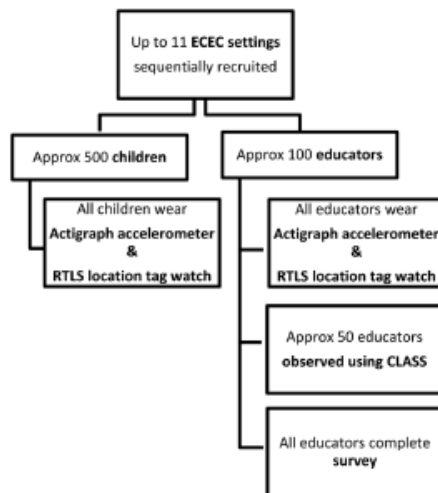 Up to 11 ECEC settings
sequentially recruited
Approx 500 children
Approx 100 educators
All children wear
Actigraph accelerometer
&
RTLS location tag watch
All educators wear
Actigraph accelerometer
&
RTLS location tag watch
Approx 50 educators
observed using CLASS
All educators complete
survey